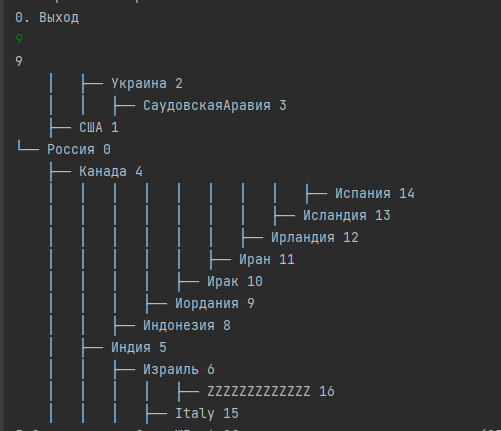 0. Выход
9
9
│   ├── Украина 2
│   │   ├── СаудовскаяАравия 3
├── США 1
└── Россия 0
├── Канада 4
│   │   │   │   │   │   │   │   ├── Испания 14
│   │   │   │   │   │   │   ├── Исландия 13
│   │   │   │   │   │   ├── Ирландия 12
│   │   │   │   │   ├── Иран 11
│   │   │   │   ├── Ирак 10
│   │   │   ├── Иордания 9
│   │   ├── Индонезия 8
│   ├── Индия 5
│   │   ├── Израиль 6
│   │   │   │   ├── ZZZZZZZZZZZZZ 16
│   │   │   ├── Italy 15